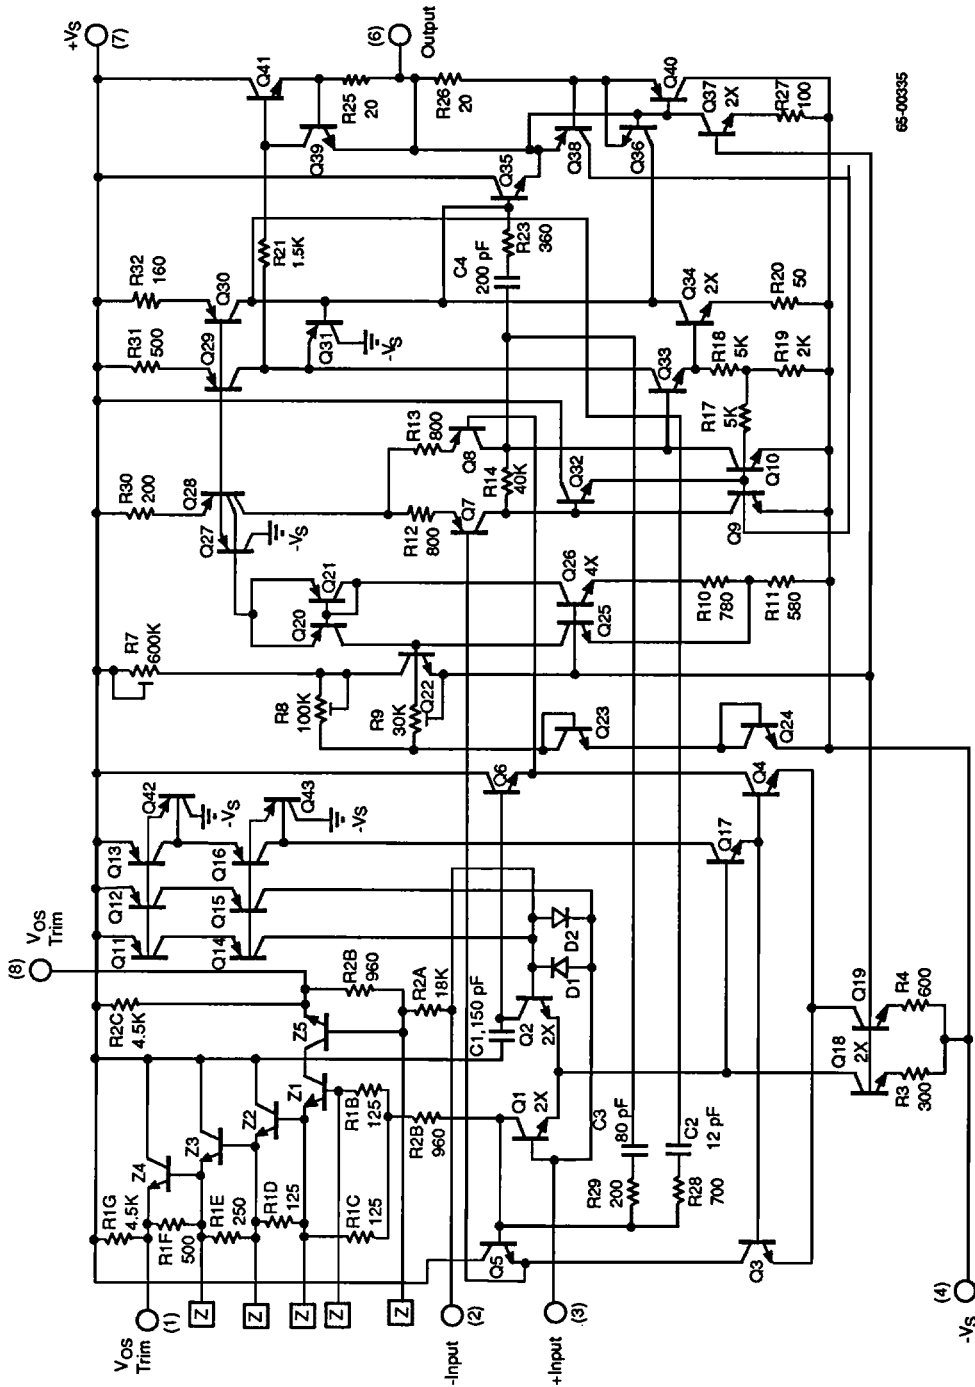 +VS
(7)
Q41
R25
20
(6)
Output
R26
20
Q40
Q37
2X
R27
100
65-00335
Q39
Q38
Q36
Q35
R21
1.5K
R23
360
C4
200 pF
R32
160
Q30
R31
500
Q29
Q31
-VS
Q34
2X
R20
50
Q33
R18
5K
R19
2K
R17
5K
R13
800
Q8
R14
40K
Q32
Q10
R30
200
Q28
Q27
-VS
R12
800
Q7
Q9
Q21
Q20
Q26
4X
Q25
R10
780
R11
580
R7
600K
R8
100K
R9
30K
Q22
Q23
Q24
Q6
Q4
Q42
-VS
Q43
-VS
Q13
Q16
Q12
Q15
Q11
Q14
Q17
D2
D1
VOS
Trim
(8)
R2C
4.5K
R2B
960
R2A
18K
Z5
C1, 150 pF
Q2
2X
Q19
R4
600
Q18
2X
R3
300
Z1
R1B
125
R2B
960
Q1
2X
Z2
Z3
Z4
C3
80 pF
C2
12 pF
R29
200
R28
700
R1G
4.5K
R1F
500
R1E
250
R1D
125
R1C
125
Q5
Q3
Z
Z
Z
Z
Z
VOS
Trim
(1)
-Input
(2)
+Input
(3)
(4)
-VS